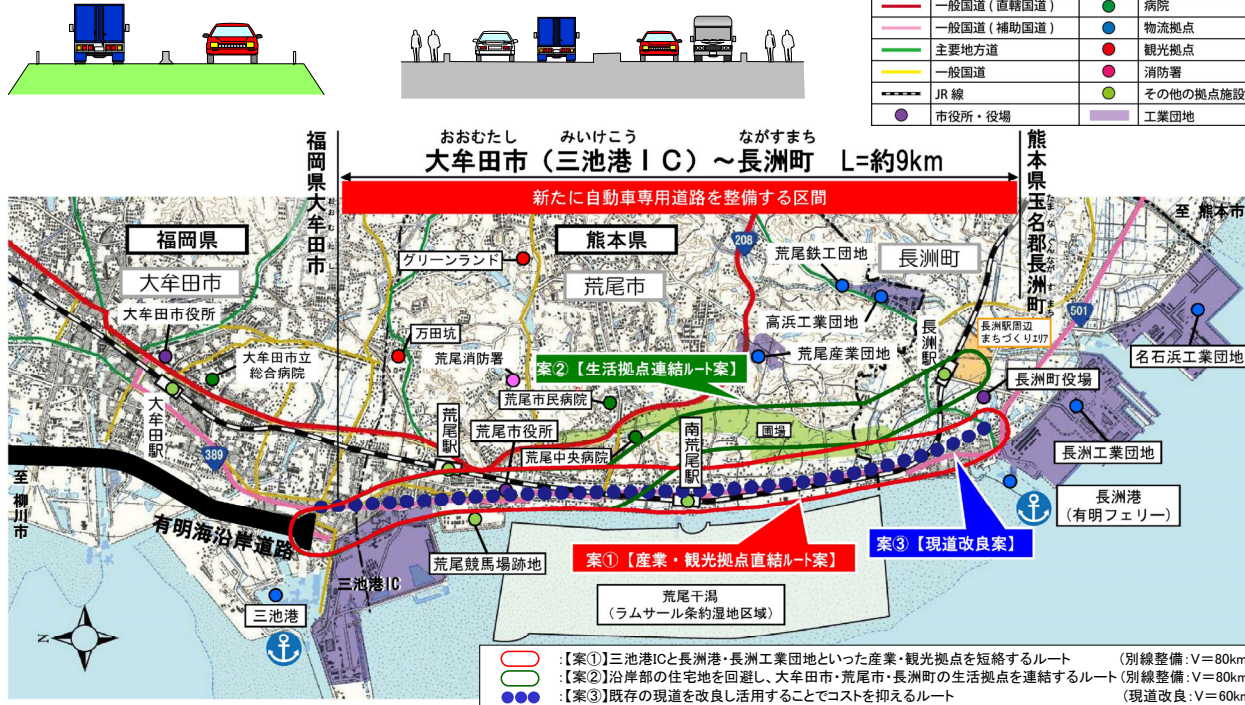 一般国道(直轄国道)
病院
一般国道(補助国道)
物流拠点
主要地方道
観光拠点
一般国道
消防署
JR 線
その他の拠点施設
市役所・役場
工業団地
おおむたし みいけこう ながすまち
大牟田市(三池港IC)~長洲町 L=約9km
新たに自動車専用道路を整備する区間
福岡県大牟田市
熊本県玉名郡長洲町
至 熊本市
福岡県
熊本県
大牟田市
荒尾市
長洲町
208
グリーンランド
荒尾鉄工団地
高浜工業団地
501
大牟田市役所
万田坑
荒尾消防署
荒尾産業団地
長洲駅
長洲駅周辺
まちづくりエリア
名石浜工業団地
大牟田市立
総合病院
案②【生活拠点連結ルート案】
長洲町役場
大牟田駅
荒尾市民病院
荒尾駅
荒尾市役所
南荒尾駅
圃場
荒尾中央病院
長洲工業団地
389
至 柳川市
有明海沿岸道路
長洲港
(有明フェリー)
荒尾競馬場跡地
案①【産業・観光拠点直結ルート案】
案③【現道改良案】
三池港IC
三池港
荒尾干潟
(ラムサール条約湿地区域)
N
:【案①】三池港ICと長洲港・長洲工業団地といった産業・観光拠点を短絡するルート (別線整備:V=80km
:【案②】沿岸部の住宅地を回避し、大牟田市・荒尾市・長洲町の生活拠点を連結するルート (別線整備:V=80km
:【案③】既存の現道を改良し活用することでコストを抑えるルート (現道改良:V=60km